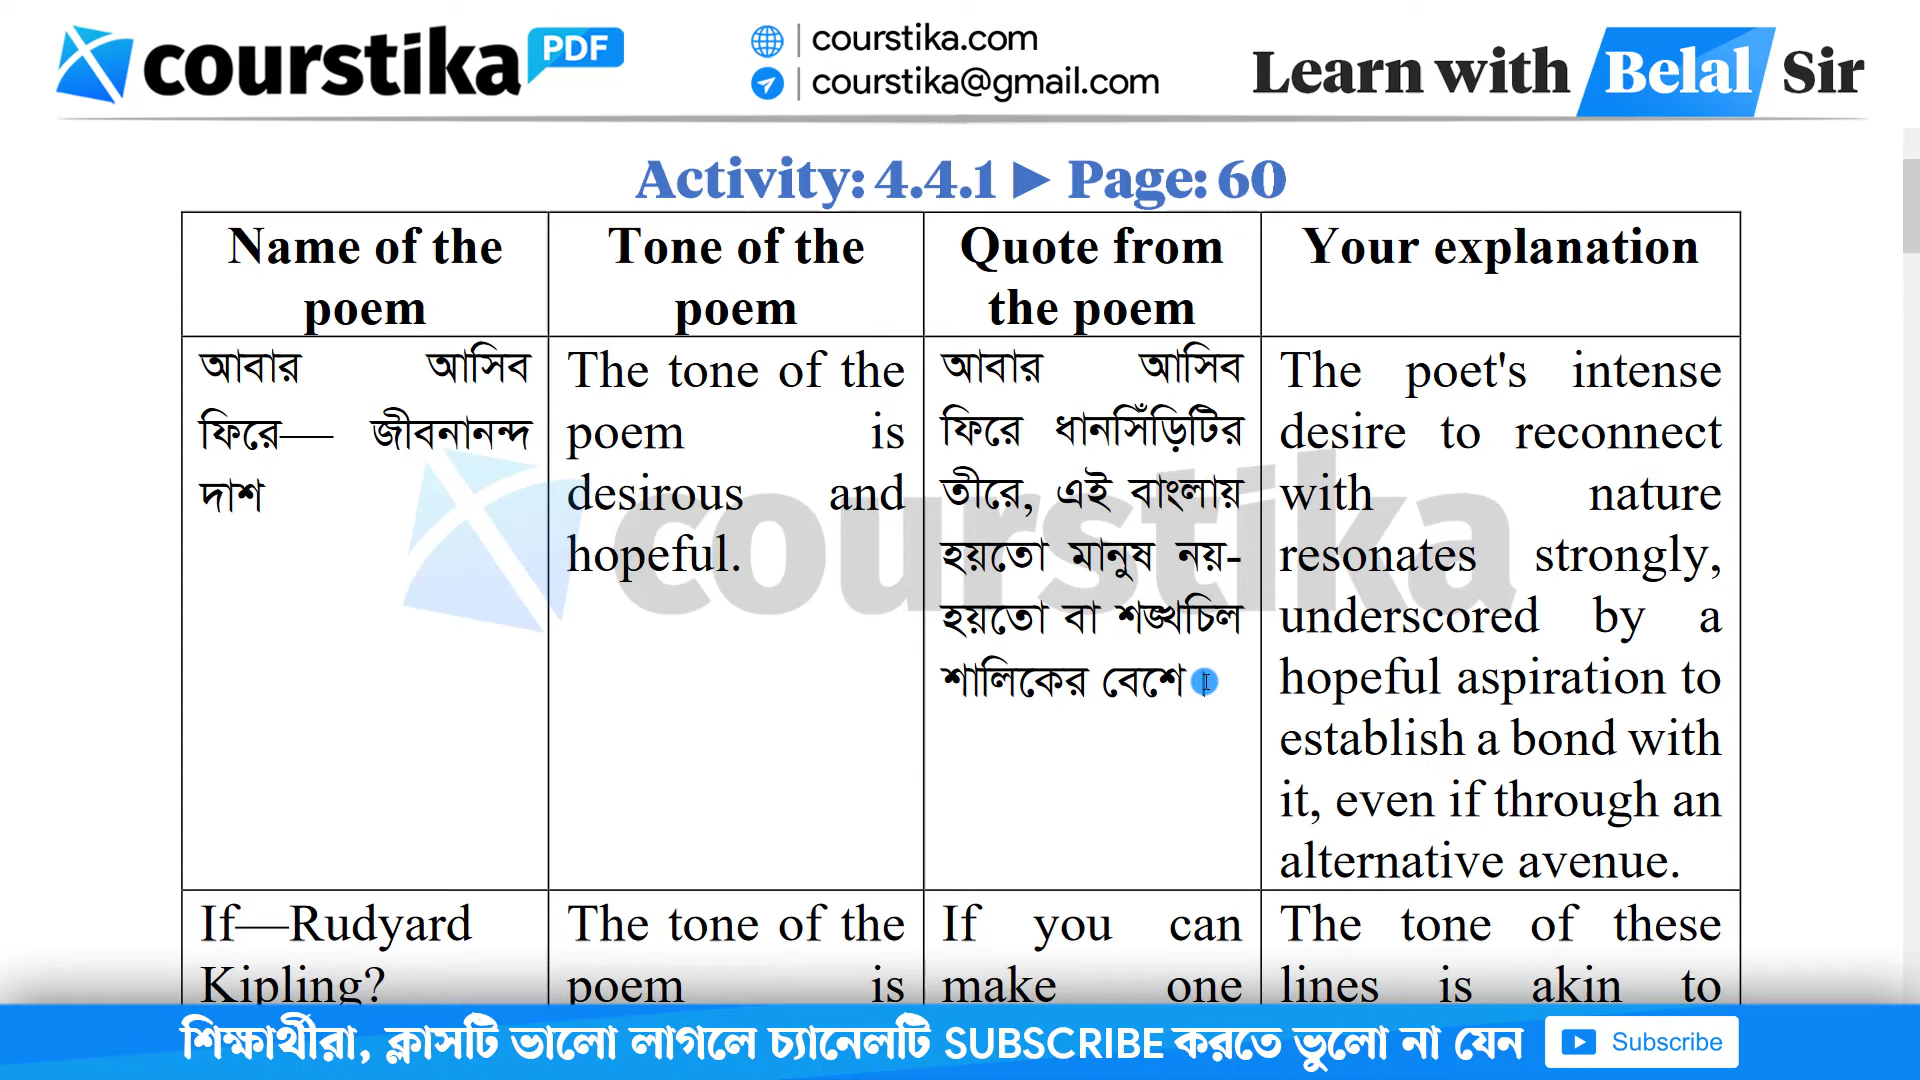 courstika PDF
courstika.com
courstika@gmail.com
Learn with Belal Sir
Activity: 4.4.1 ► Page: 60
Name of the poem
Tone of the poem
Quote from the poem
Your explanation
আবার আসিব
ফিরে— জীবনানন্দ
দাশ
The tone of the
poem is
desirous and
hopeful.
আবার আসিব
ফিরে ধানসিঁড়িটির
তীরে, এই বাংলায়
হয়তো মানুষ নয়-
হয়তো বা শঙ্খচিল
শালিকের বেশে
The poet's intense
desire to reconnect
with nature
resonates strongly,
underscored by a
hopeful aspiration to
establish a bond with
it, even if through an
alternative avenue.
If—Rudyard
Kipling?
The tone of the
poem is
If you can
make one
The tone of these
lines is akin to
courstika
শিক্ষার্থীরা, ক্লাসটি ভালো লাগলে চ্যানেলটি SUBSCRIBE করতে ভুলো না যেন
Subscribe